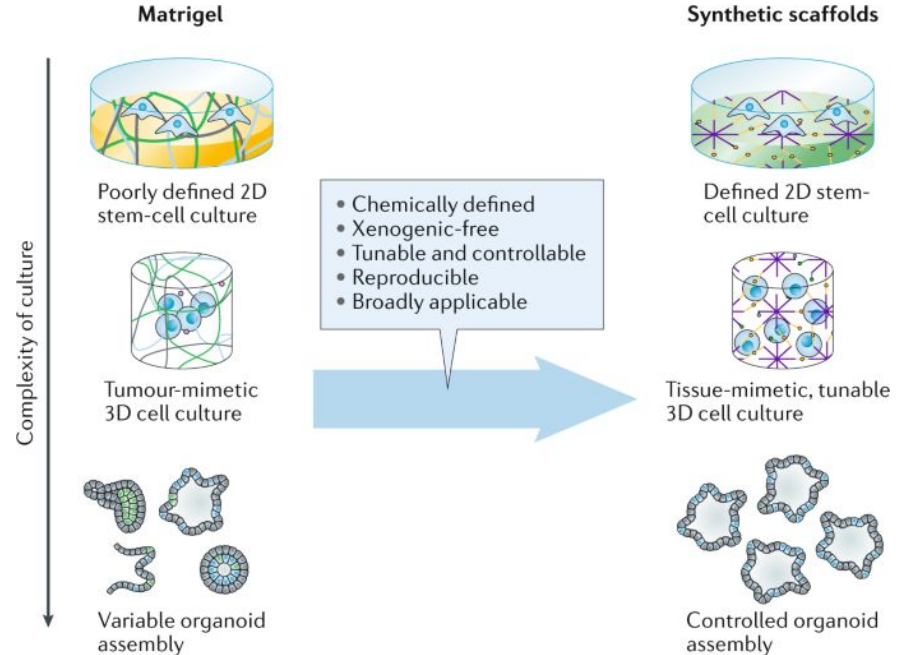 Matrigel
Synthetic scaffolds
Complexity of culture
Poorly defined 2D
stem-cell culture
• Chemically defined
• Xenogenic-free
• Tunable and controllable
• Reproducible
• Broadly applicable
Defined 2D stem-
cell culture
Tumour-mimetic
3D cell culture
Tissue-mimetic, tunable
3D cell culture
Variable organoid
assembly
Controlled organoid
assembly